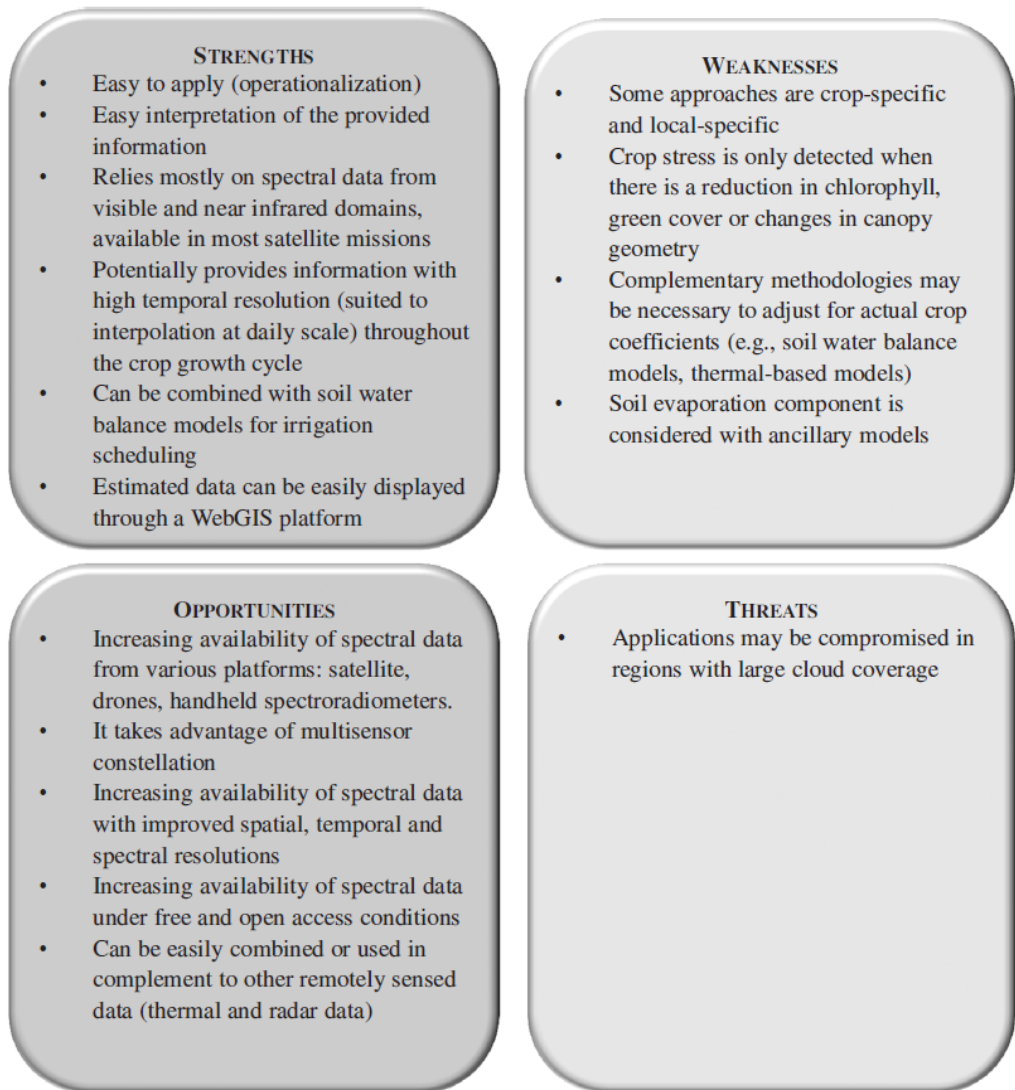 STRENGTHS
• Easy to apply (operationalization)
• Easy interpretation of the provided
information
• Relies mostly on spectral data from
visible and near infrared domains,
available in most satellite missions
• Potentially provides information with
high temporal resolution (suited to
interpolation at daily scale) throughout
the crop growth cycle
• Can be combined with soil water
balance models for irrigation
scheduling
• Estimated data can be easily displayed
through a WebGIS platform
WEAKNESSES
• Some approaches are crop-specific
and local-specific
• Crop stress is only detected when
there is a reduction in chlorophyll,
green cover or changes in canopy
geometry
• Complementary methodologies may
be necessary to adjust for actual crop
coefficients (e.g., soil water balance
models, thermal-based models)
• Soil evaporation component is
considered with ancillary models
OPPORTUNITIES
• Increasing availability of spectral data
from various platforms: satellite,
drones, handheld spectroradiometers.
• It takes advantage of multisensor
constellation
• Increasing availability of spectral data
with improved spatial, temporal and
spectral resolutions
• Increasing availability of spectral data
under free and open access conditions
• Can be easily combined or used in
complement to other remotely sensed
data (thermal and radar data)
THREATS
• Applications may be compromised in
regions with large cloud coverage